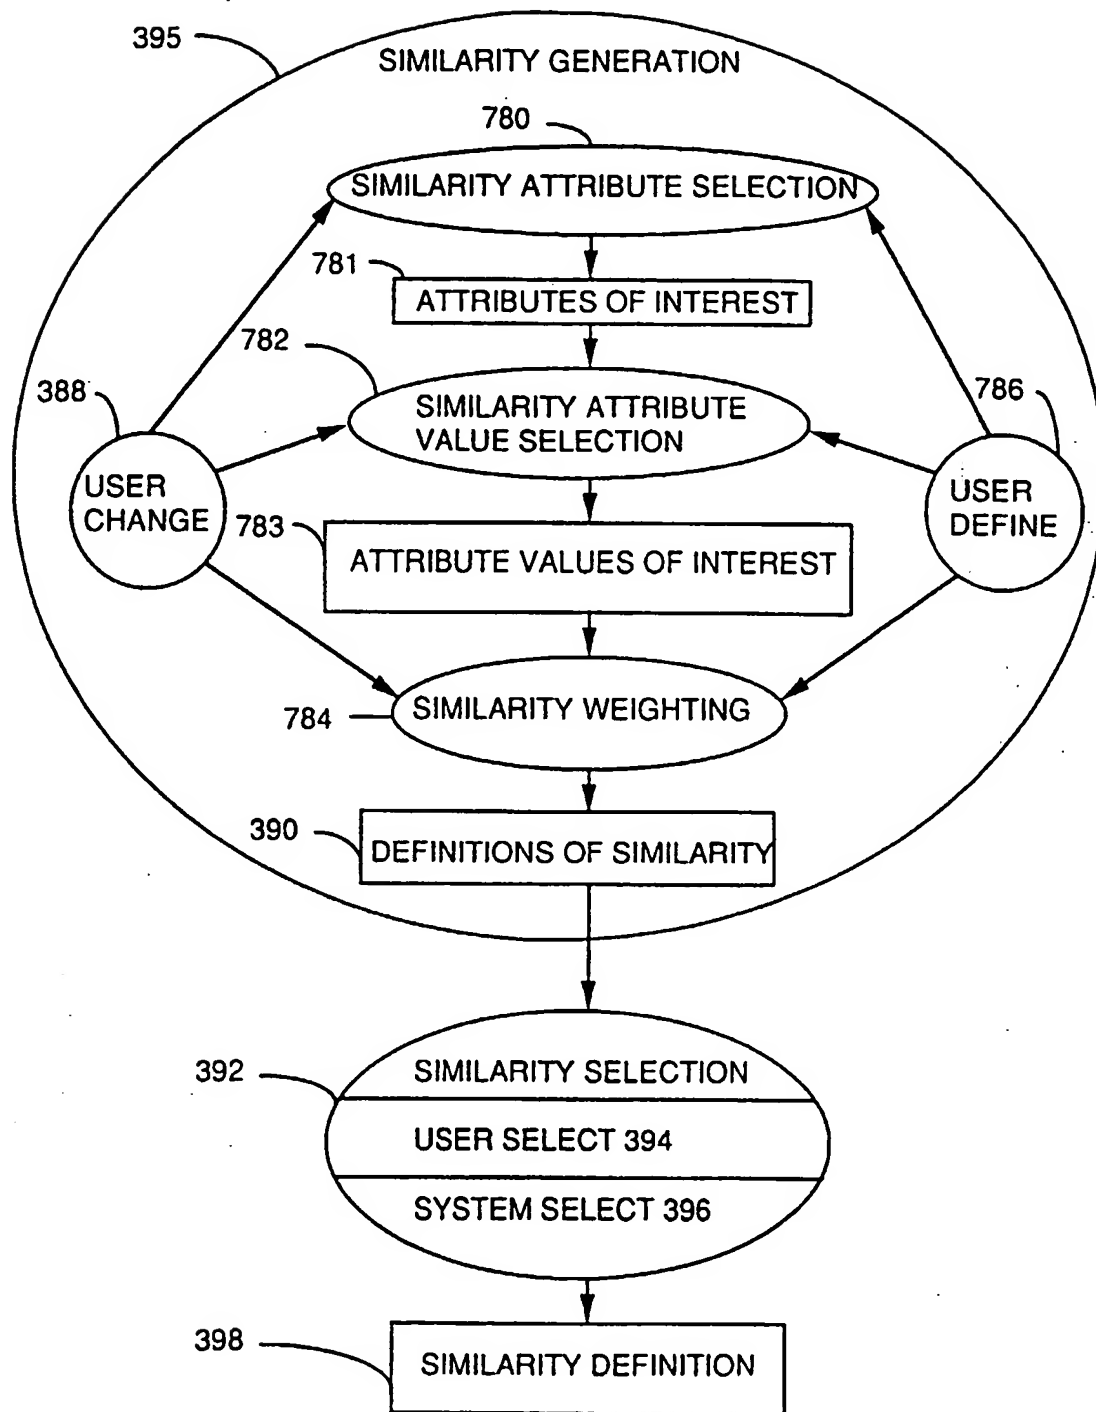 395
SIMILARITY GENERATION
780
SIMILARITY ATTRIBUTE SELECTION
781
ATTRIBUTES OF INTEREST
782
388
SIMILARITY ATTRIBUTE
VALUE SELECTION
786
USER
CHANGE
USER
DEFINE
783
ATTRIBUTE VALUES OF INTEREST
784
SIMILARITY WEIGHTING
390
DEFINITIONS OF SIMILARITY
392
SIMILARITY SELECTION
USER SELECT 394
SYSTEM SELECT 396
398
SIMILARITY DEFINITION